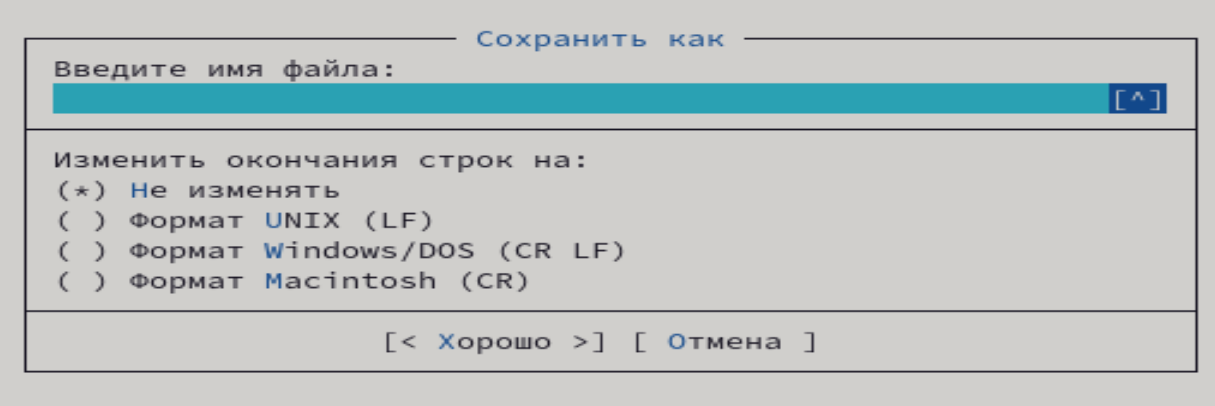 Сохранить как
Введите имя файла:
[^]
Изменить окончания строк на:
(*) Не изменять
( ) Формат UNIX (LF)
( ) Формат Windows/DOS (CR LF)
( ) Формат Macintosh (CR)
[< Хорошо >] [ Отмена ]